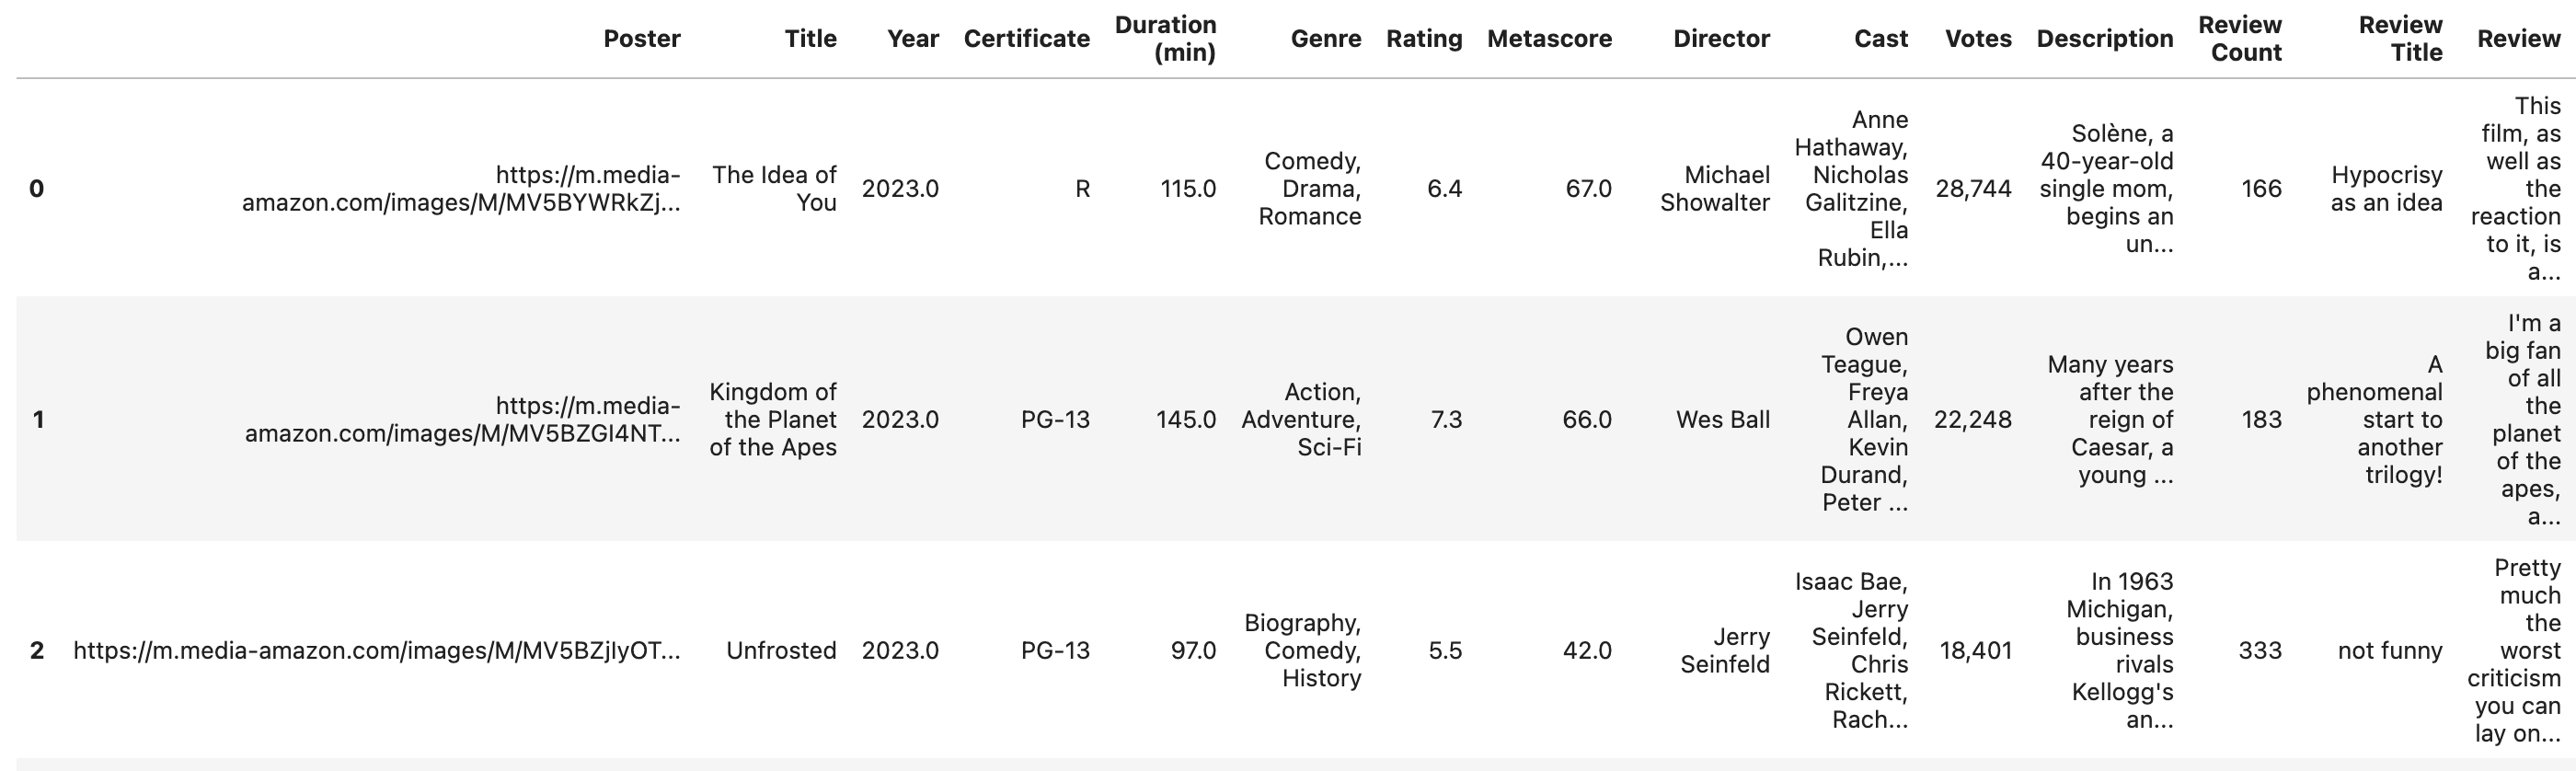 Poster Title Year Certificate Duration (min) Genre Rating Metascore Director Cast Votes Description Review Count Review Title Review
0 https://m.media-amazon.com/images/M/MV5BYWRkZj... The Idea of You 2023.0 R 115.0 Comedy, Drama, Romance 6.4 67.0 Michael Showalter Anne Hathaway, Nicholas Galitzine, Ella Rubin,... 28,744 Solène, a 40-year-old single mom, begins an un... 166 Hypocrisy as an idea This film, as well as the reaction to it, is a...
1 https://m.media-amazon.com/images/M/MV5BZGI4NT... Kingdom of the Planet of the Apes 2023.0 PG-13 145.0 Action, Adventure, Sci-Fi 7.3 66.0 Wes Ball Owen Teague, Freya Allan, Kevin Durand, Peter ... 22,248 Many years after the reign of Caesar, a young ... 183 A phenomenal start to another trilogy! I'm a big fan of all the planet of the apes, a...
2 https://m.media-amazon.com/images/M/MV5BZjIyOT... Unfrosted 2023.0 PG-13 97.0 Biography, Comedy, History 5.5 42.0 Jerry Seinfeld Isaac Bae, Jerry Seinfeld, Chris Rickett, Rach... 18,401 In 1963 Michigan, business rivals Kellogg's an... 333 not funny Pretty much the worst criticism you can lay on...